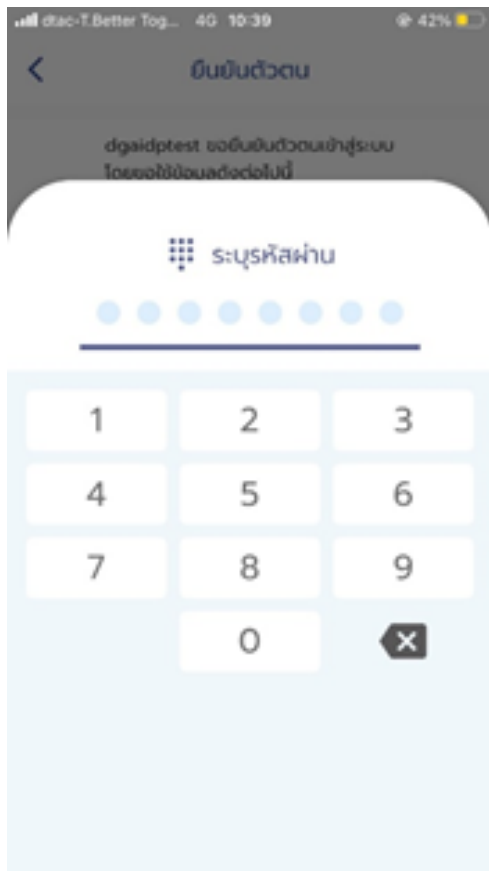 dtac-T.Better Tog... 4G 10:39 42%
ยืนยันตัวตน
dgaidptest ขอยืนยันตัวตนเข้าสู่ระบบ
โดยขอใช้ข้อมูลดังต่อไปนี้
ระบุรหัสผ่าน
1 2 3
4 5 6
7 8 9
0